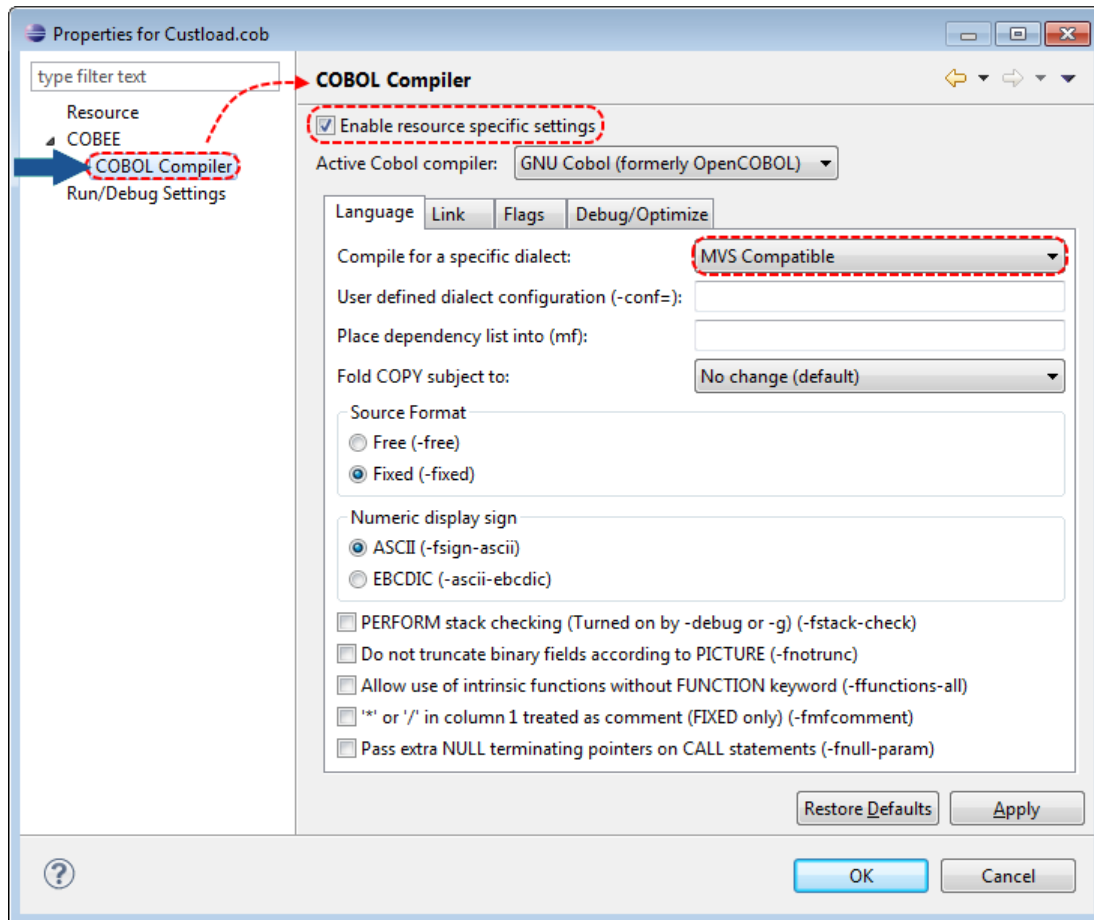 Properties for Custload.cob
type filter text
Resource
COBEE
COBOL Compiler
Run/Debug Settings
COBOL Compiler
Enable resource specific settings
Active Cobol compiler: GNU Cobol (formerly OpenCOBOL)
Language Link Flags Debug/Optimize
Compile for a specific dialect: MVS Compatible
User defined dialect configuration (-conf=):
Place dependency list into (mf):
Fold COPY subject to: No change (default)
Source Format
Free (-free)
Fixed (-fixed)
Numeric display sign
ASCII (-fsign-ascii)
EBCDIC (-ascii-ebcdic)
PERFORM stack checking (Turned on by -debug or -g) (-fstack-check)
Do not truncate binary fields according to PICTURE (-fnotrunc)
Allow use of intrinsic functions without FUNCTION keyword (-ffunctions-all)
'*' or '/' in column 1 treated as comment (FIXED only) (-fmfcomment)
Pass extra NULL terminating pointers on CALL statements (-fnull-param)
Restore Defaults Apply
? OK Cancel